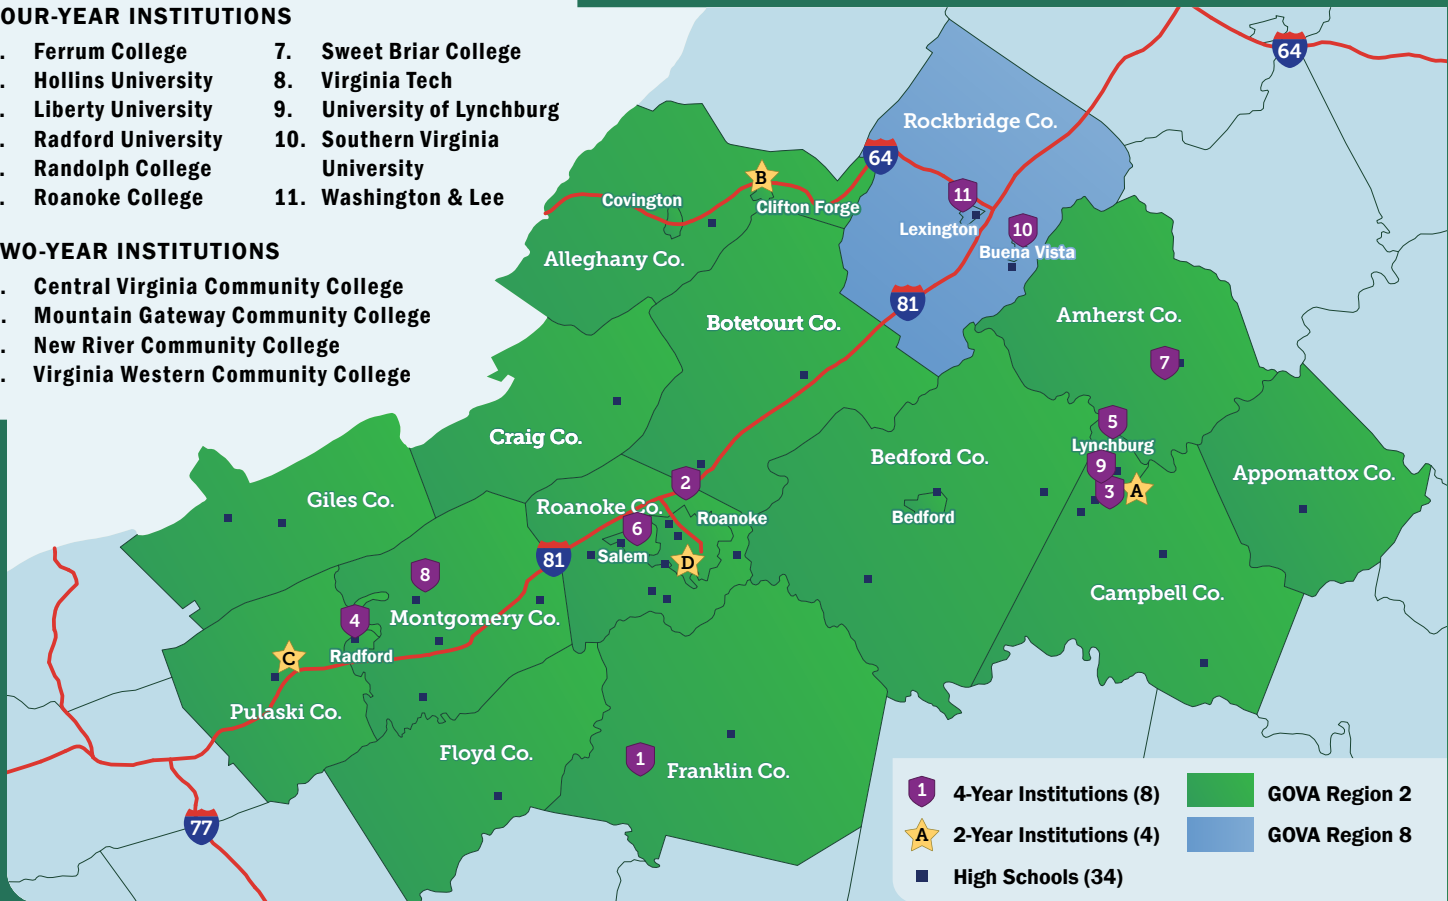 OUR-YEAR INSTITUTIONS
. Ferrum College
. Hollins University
. Liberty University
. Radford University
. Randolph College
. Roanoke College
7. Sweet Briar College
8. Virginia Tech
9. University of Lynchburg
10. Southern Virginia
University
11. Washington & Lee
WO-YEAR INSTITUTIONS
. Central Virginia Community College
. Mountain Gateway Community College
. New River Community College
. Virginia Western Community College
64
Rockbridge Co.
64
B
11
Covington
Clifton Forge
Lexington
10
Buena Vista
Alleghany Co.
81
Botetourt Co.
Amherst Co.
7
5
Craig Co.
Lynchburg
Bedford Co.
9
Appomattox Co.
2
3
A
Giles Co.
Roanoke Co.
Roanoke
Bedford
6
Salem
81
D
8
Campbell Co.
4
Montgomery Co.
C
Radford
Pulaski Co.
Floyd Co.
1
Franklin Co.
77
1 4-Year Institutions (8)
A 2-Year Institutions (4)
High Schools (34)
GOVA Region 2
GOVA Region 8